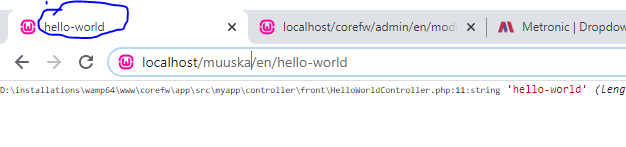 hello-world
localhost/corefw/admin/en/mod
Metronic | Dropdow
localhost/muuska/en/hello-world
D:\installations\wamp64\www\corefw\app\src\myapp\controller\front\HelloWorldController.php:11:string 'hello-world' (Leng